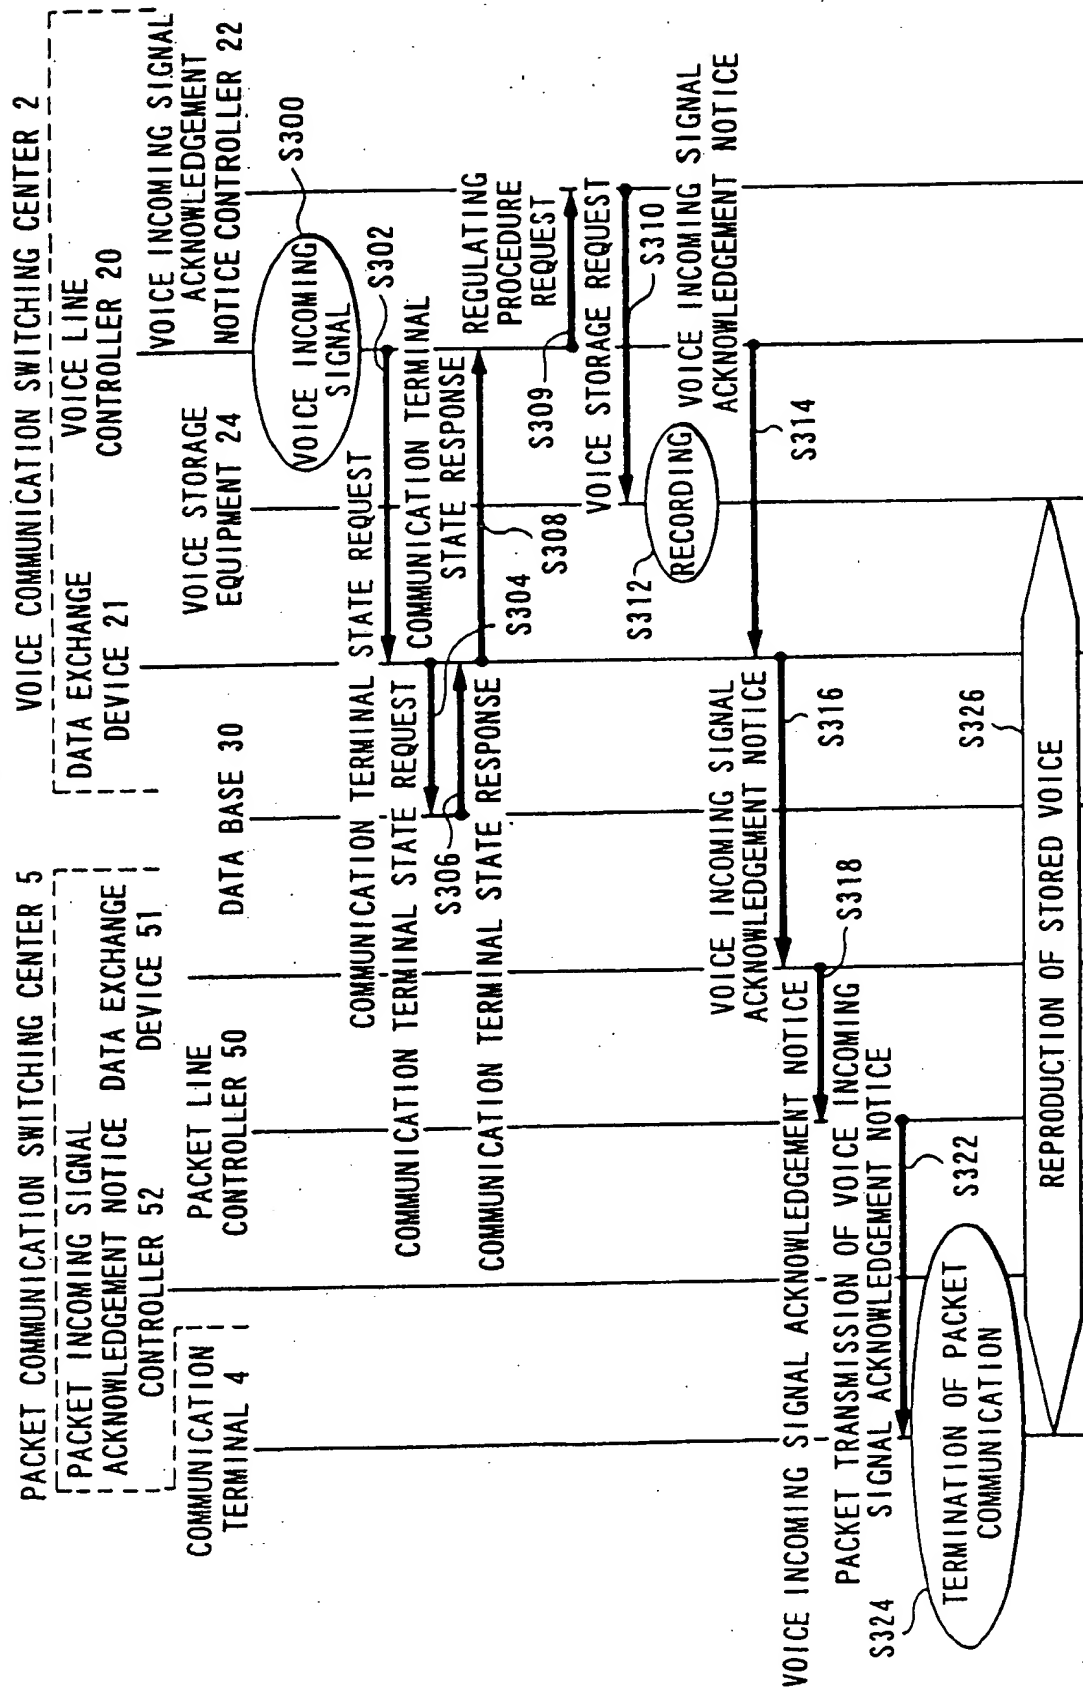 PACKET COMMUNICATION SWITCHING CENTER 5
VOICE COMMUNICATION SWITCHING CENTER 2
PACKET INCOMING SIGNAL
ACKNOWLEDGEMENT NOTICE
CONTROLLER 52
DATA EXCHANGE
DEVICE 51
DATA EXCHANGE
DEVICE 21
VOICE LINE
CONTROLLER 20
VOICE INCOMING SIGNAL
ACKNOWLEDGEMENT
NOTICE CONTROLLER 22
COMMUNICATION
TERMINAL 4
PACKET LINE
CONTROLLER 50
DATA BASE 30
VOICE STORAGE
EQUIPMENT 24
VOICE INCOMING
SIGNAL
S300
COMMUNICATION TERMINAL STATE REQUEST
S302
COMMUNICATION TERMINAL STATE REQUEST
S304
COMMUNICATION TERMINAL STATE RESPONSE
S306
COMMUNICATION TERMINAL
STATE RESPONSE
S308
REGULATING
PROCEDURE
REQUEST
S309
VOICE STORAGE REQUEST
S310
S312
RECORDING
VOICE INCOMING SIGNAL
ACKNOWLEDGEMENT NOTICE
S314
VOICE INCOMING SIGNAL
ACKNOWLEDGEMENT NOTICE
S316
VOICE INCOMING SIGNAL ACKNOWLEDGEMENT NOTICE
S318
PACKET TRANSMISSION OF VOICE INCOMING
SIGNAL ACKNOWLEDGEMENT NOTICE
S322
S324
TERMINATION OF PACKET
COMMUNICATION
S326
REPRODUCTION OF STORED VOICE